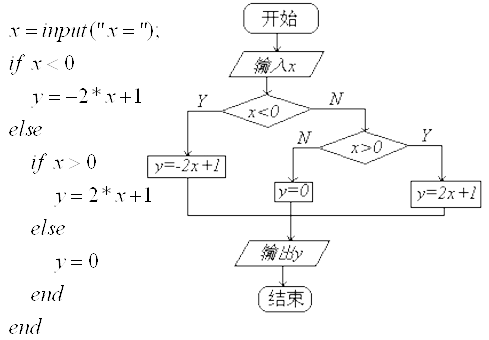 x=input("x=");
if x<0
y=-2*x+1
else
if x>0
y=2*x+1
else
y=0
end
end
开始
输入x
x<0
Y
N
x>0
N
Y
y=-2x+1
y=0
y=2x+1
输出y
结束